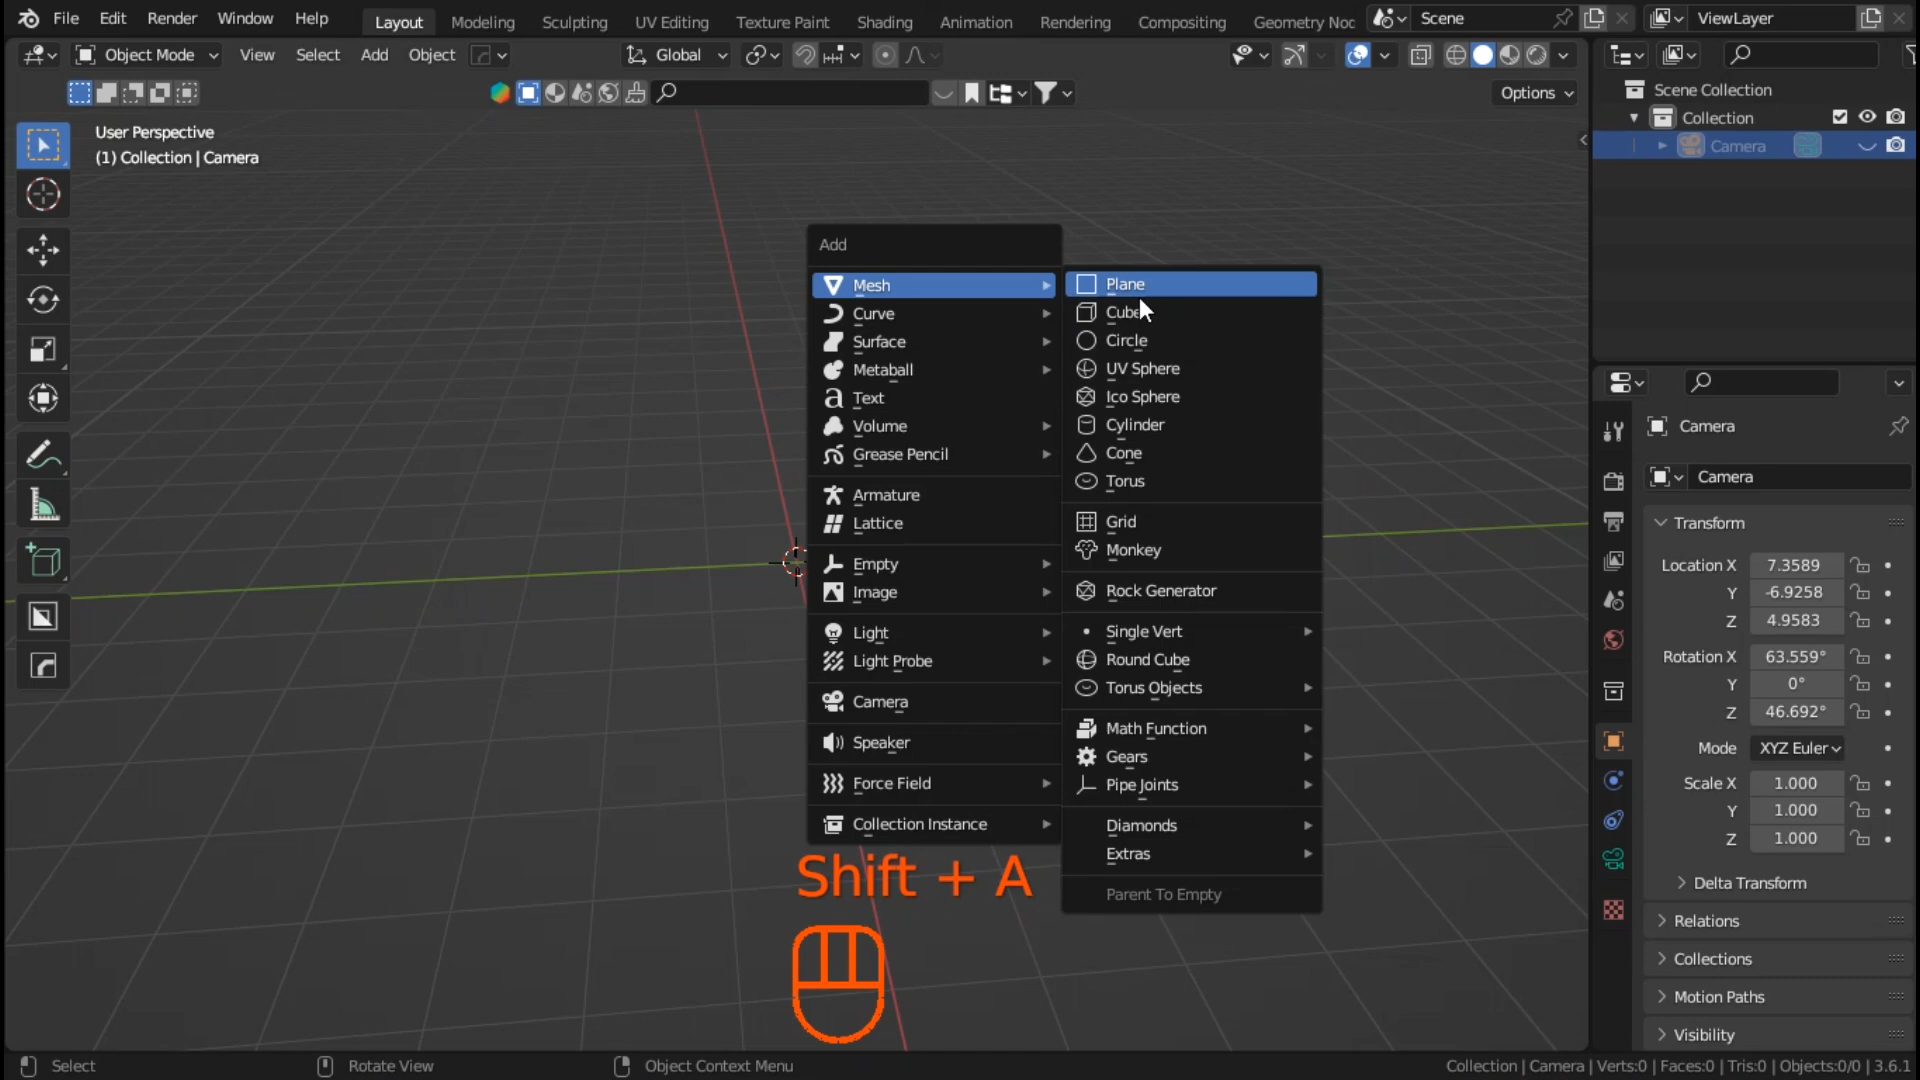 File Edit Render Window Help Layout Modeling Sculpting UV Editing Texture Paint Shading Animation Rendering Compositing Geometry Noc Scene ViewLayer
Object Mode View Select Add Object Global
Options
User Perspective
(1) Collection | Camera
Add
Mesh
Curve
Surface
Metaball
Text
Volume
Grease Pencil
Armature
Lattice
Empty
Image
Light
Light Probe
Camera
Speaker
Force Field
Collection Instance
Plane
Cube
Circle
UV Sphere
Ico Sphere
Cylinder
Cone
Torus
Grid
Monkey
Rock Generator
Single Vert
Round Cube
Torus Objects
Math Function
Gears
Pipe Joints
Diamonds
Extras
Parent To Empty
Shift + A
Scene Collection
Collection
Camera
Camera
Camera
Transform
Location X 7.3589
Y -6.9258
Z 4.9583
Rotation X 63.559°
Y 0°
Z 46.692°
Mode XYZ Euler
Scale X 1.000
Y 1.000
Z 1.000
Delta Transform
Relations
Collections
Motion Paths
Visibility
Select Rotate View Object Context Menu Collection | Camera | Verts:0 | Faces:0 | Tris:0 | Objects:0/0 | 3.6.1